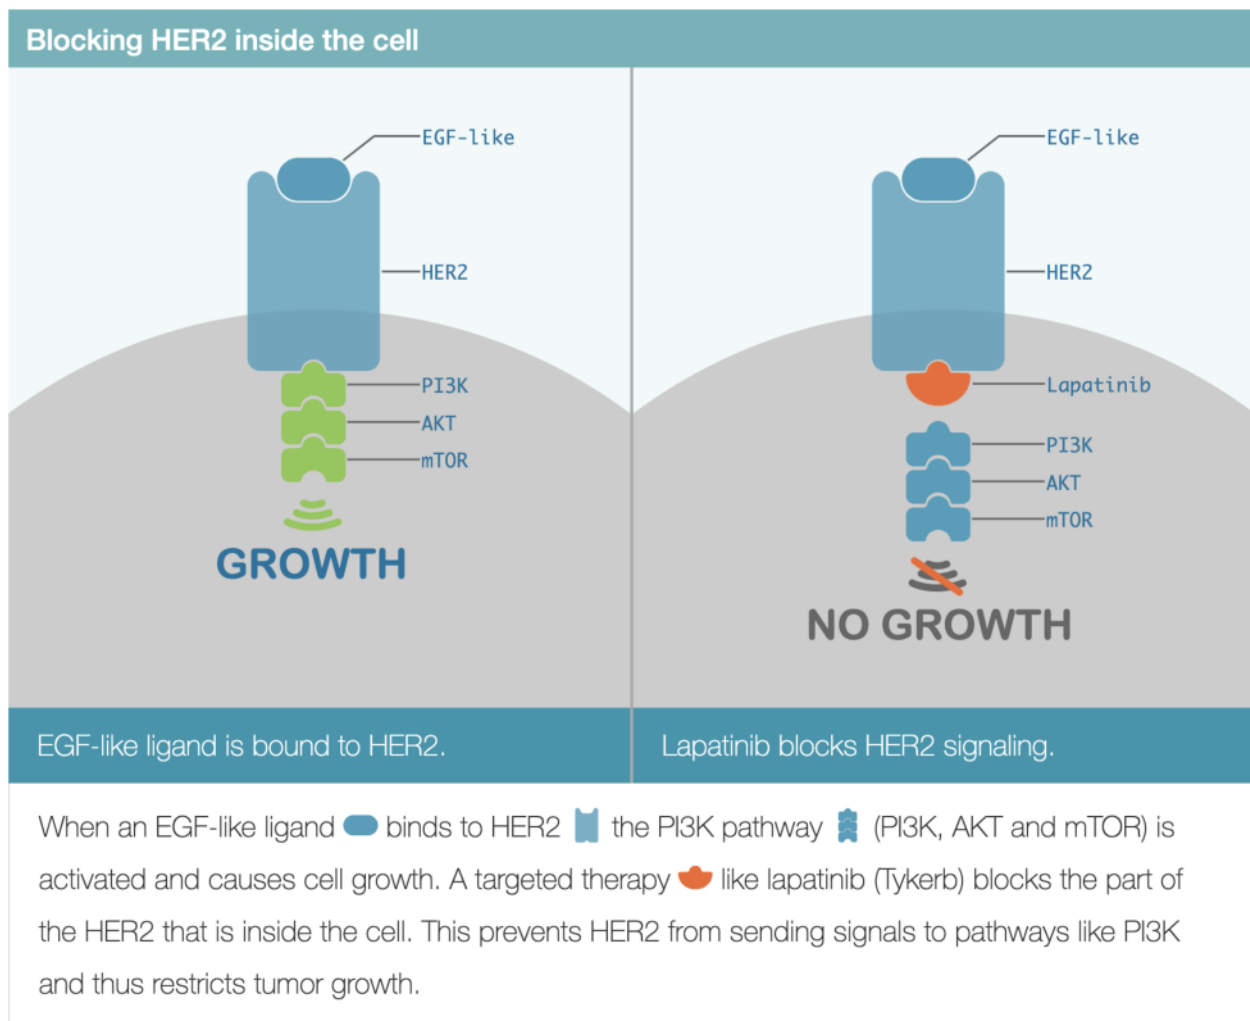 Blocking HER2 inside the cell
EGF-like
HER2
PI3K
AKT
mTOR
GROWTH
EGF-like
HER2
Lapatinib
PI3K
AKT
mTOR
NO GROWTH
EGF-like ligand is bound to HER2.
Lapatinib blocks HER2 signaling.
When an EGF-like ligand binds to HER2 the PI3K pathway (PI3K, AKT and mTOR) is
activated and causes cell growth. A targeted therapy like lapatinib (Tykerb) blocks the part of
the HER2 that is inside the cell. This prevents HER2 from sending signals to pathways like PI3K
and thus restricts tumor growth.